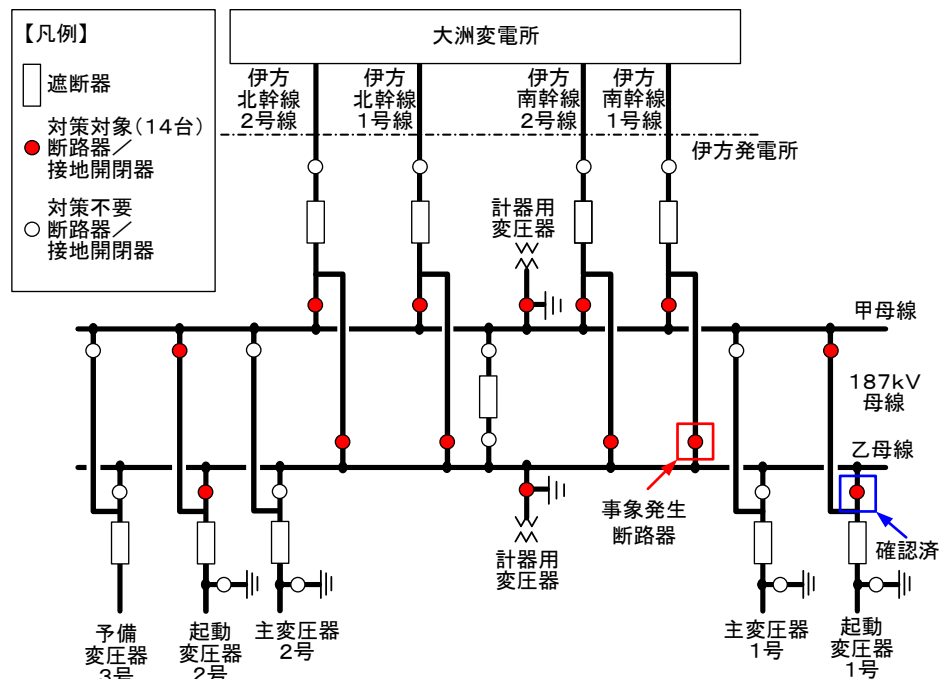 【凡例】
遮断器
対策対象(14台)
断路器／
接地開閉器
対策不要
断路器／
接地開閉器
大洲変電所
伊方
北幹線
2号線
伊方
北幹線
1号線
伊方
南幹線
2号線
伊方
南幹線
1号線
伊方発電所
計器用
変圧器
甲母線
187kV
母線
乙母線
事象発生
断路器
確認済
計器用
変圧器
予備
変圧器
3号
起動
変圧器
2号
主変圧器
2号
主変圧器
1号
起動
変圧器
1号